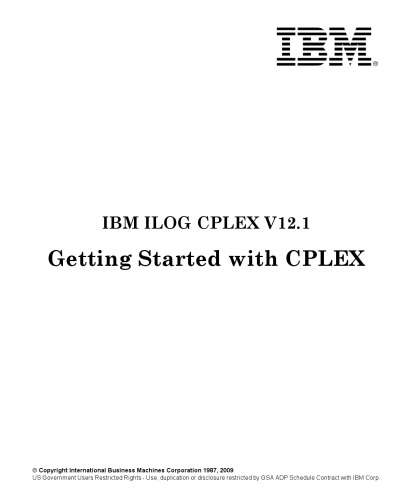 IBM®
IBM ILOG CPLEX V12.1
Getting Started with CPLEX
© Copyright International Business Machines Corporation 1987, 2009
US Government Users Restricted Rights - Use, duplication or disclosure restricted by GSA ADP Schedule Contract with IBM Corp.